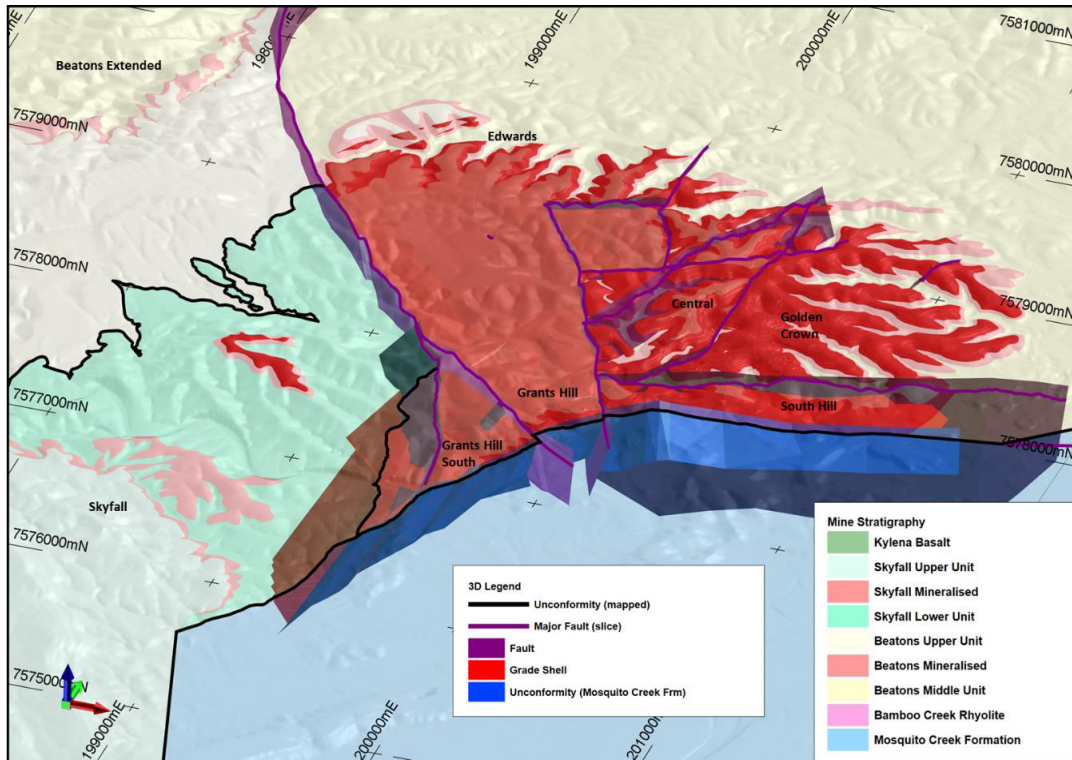 7581000mN
198000mE
199000mE
200000mE
Beatons Extended
7579000mN
Edwards
7580000mN
7578000mN
7579000mN
Central
Golden
Crown
Grants Hill
South Hill
7577000mN
Grants Hill
South
7578000mN
Skyfall
7576000mN
Mine Stratigraphy
Kylena Basalt
Skyfall Upper Unit
Skyfall Mineralised
Skyfall Lower Unit
Beatons Upper Unit
Beatons Mineralised
Beatons Middle Unit
Bamboo Creek Rhyolite
Mosquito Creek Formation
3D Legend
Unconformity (mapped)
Major Fault (slice)
Fault
Grade Shell
Unconformity (Mosquito Creek Frm)
7575000mN
199000mE
200000mE